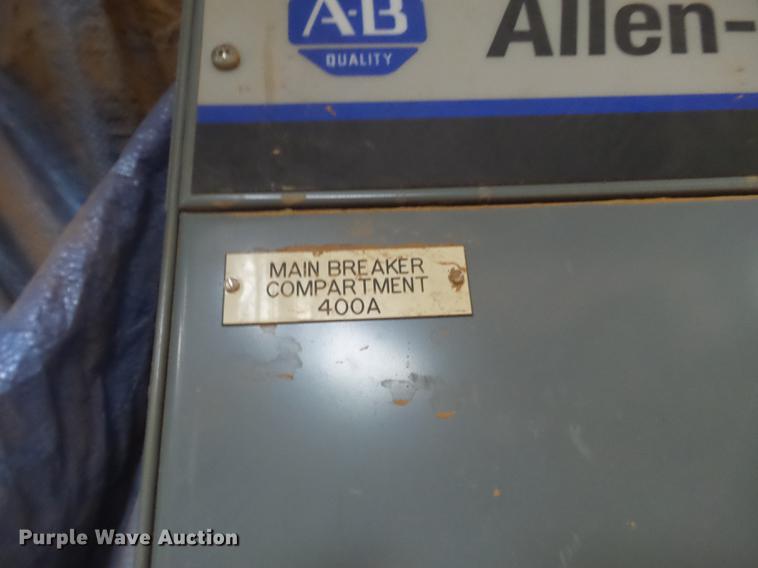 A-B
QUALITY
Allen-
MAIN BREAKER
COMPARTMENT
400A
Purple Wave Auction